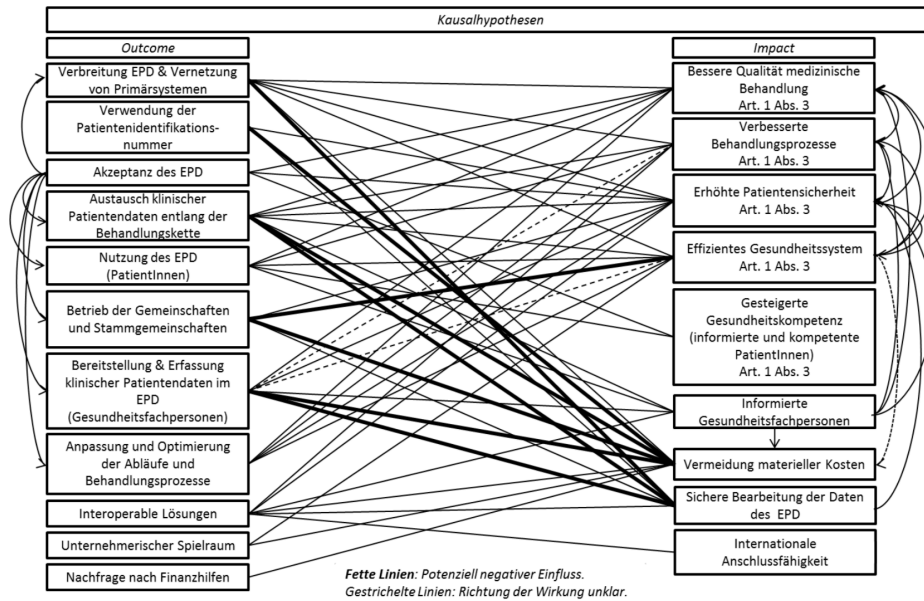 Kausalhypothesen
Outcome
Verbreitung EPD & Vernetzung
von Primärsystemen
Verwendung der
Patientenidentifikations-
nummer
Akzeptanz des EPD
Austausch klinischer
Patientendaten entlang der
Behandlungskette
Nutzung des EPD
(PatientInnen)
Betrieb der Gemeinschaften
und Stammgemeinschaften
Bereitstellung & Erfassung
klinischer Patientendaten im
EPD
(Gesundheitsfachpersonen)
Anpassung und Optimierung
der Abläufe und
Behandlungsprozesse
Interoperable Lösungen
Unternehmerischer Spielraum
Nachfrage nach Finanzhilfen
Impact
Bessere Qualität medizinische
Behandlung
Art. 1 Abs. 3
Verbesserte
Behandlungsprozesse
Art. 1 Abs. 3
Erhöhte Patientensicherheit
Art. 1 Abs. 3
Effizientes Gesundheitssystem
Art. 1 Abs. 3
Gesteigerte
Gesundheitskompetenz
(informierte und kompetente
PatientInnen)
Art. 1 Abs. 3
Informierte
Gesundheitsfachpersonen
Vermeidung materieller Kosten
Sichere Bearbeitung der Daten
des EPD
Internationale
Anschlussfähigkeit
Fette Linien: Potenziell negativer Einfluss.
Gestrichelte Linien: Richtung der Wirkung unklar.